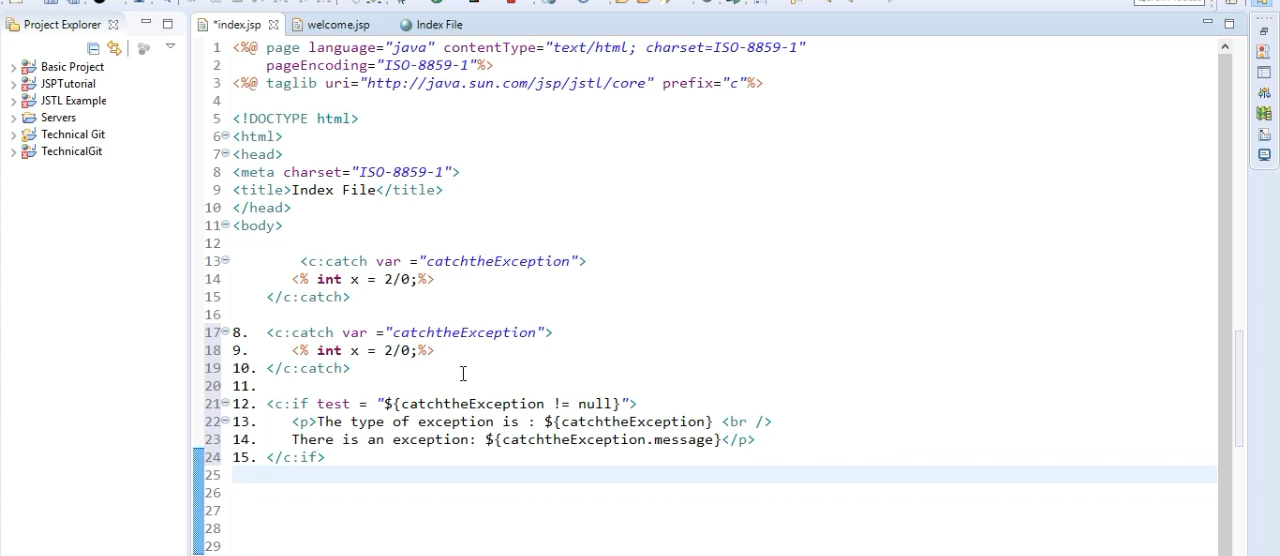 Project Explorer
*index.jsp
welcome.jsp
Index File
Basic Project
JSPTutorial
JSTL Example
Servers
Technical Git
TechnicalGit
1 <%@ page language="java" contentType="text/html; charset=ISO-8859-1"
2 pageEncoding="ISO-8859-1"%>
3 <%@ taglib uri="http://java.sun.com/jsp/jstl/core" prefix="c"%>
4
5 <!DOCTYPE html>
6 <html>
7 <head>
8 <meta charset="ISO-8859-1">
9 <title>Index File</title>
10 </head>
11 <body>
12
13 <c:catch var ="catchtheException">
14 <% int x = 2/0;%>
15 </c:catch>
16
17 8. <c:catch var ="catchtheException">
18 9. <% int x = 2/0;%>
19 10. </c:catch>
20 11.
21 12. <c:if test = "${catchtheException != null}">
22 13. <p>The type of exception is : ${catchtheException} <br />
23 14. There is an exception: ${catchtheException.message}</p>
24 15. </c:if>
25
26
27
28
29